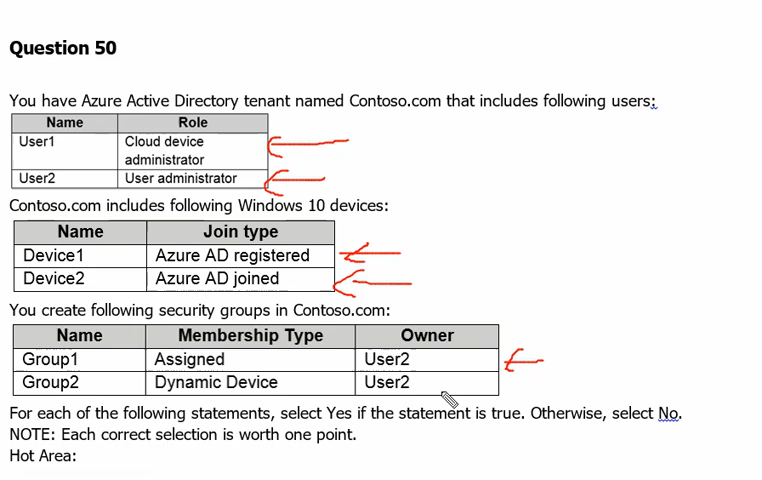 Question 50
You have Azure Active Directory tenant named Contoso.com that includes following users:
Name Role
User1 Cloud device
administrator
User2 User administrator
Contoso.com includes following Windows 10 devices:
Name Join type
Device1 Azure AD registered
Device2 Azure AD joined
You create following security groups in Contoso.com:
Name Membership Type Owner
Group1 Assigned User2
Group2 Dynamic Device User2
For each of the following statements, select Yes if the statement is true. Otherwise, select No.
NOTE: Each correct selection is worth one point.
Hot Area: